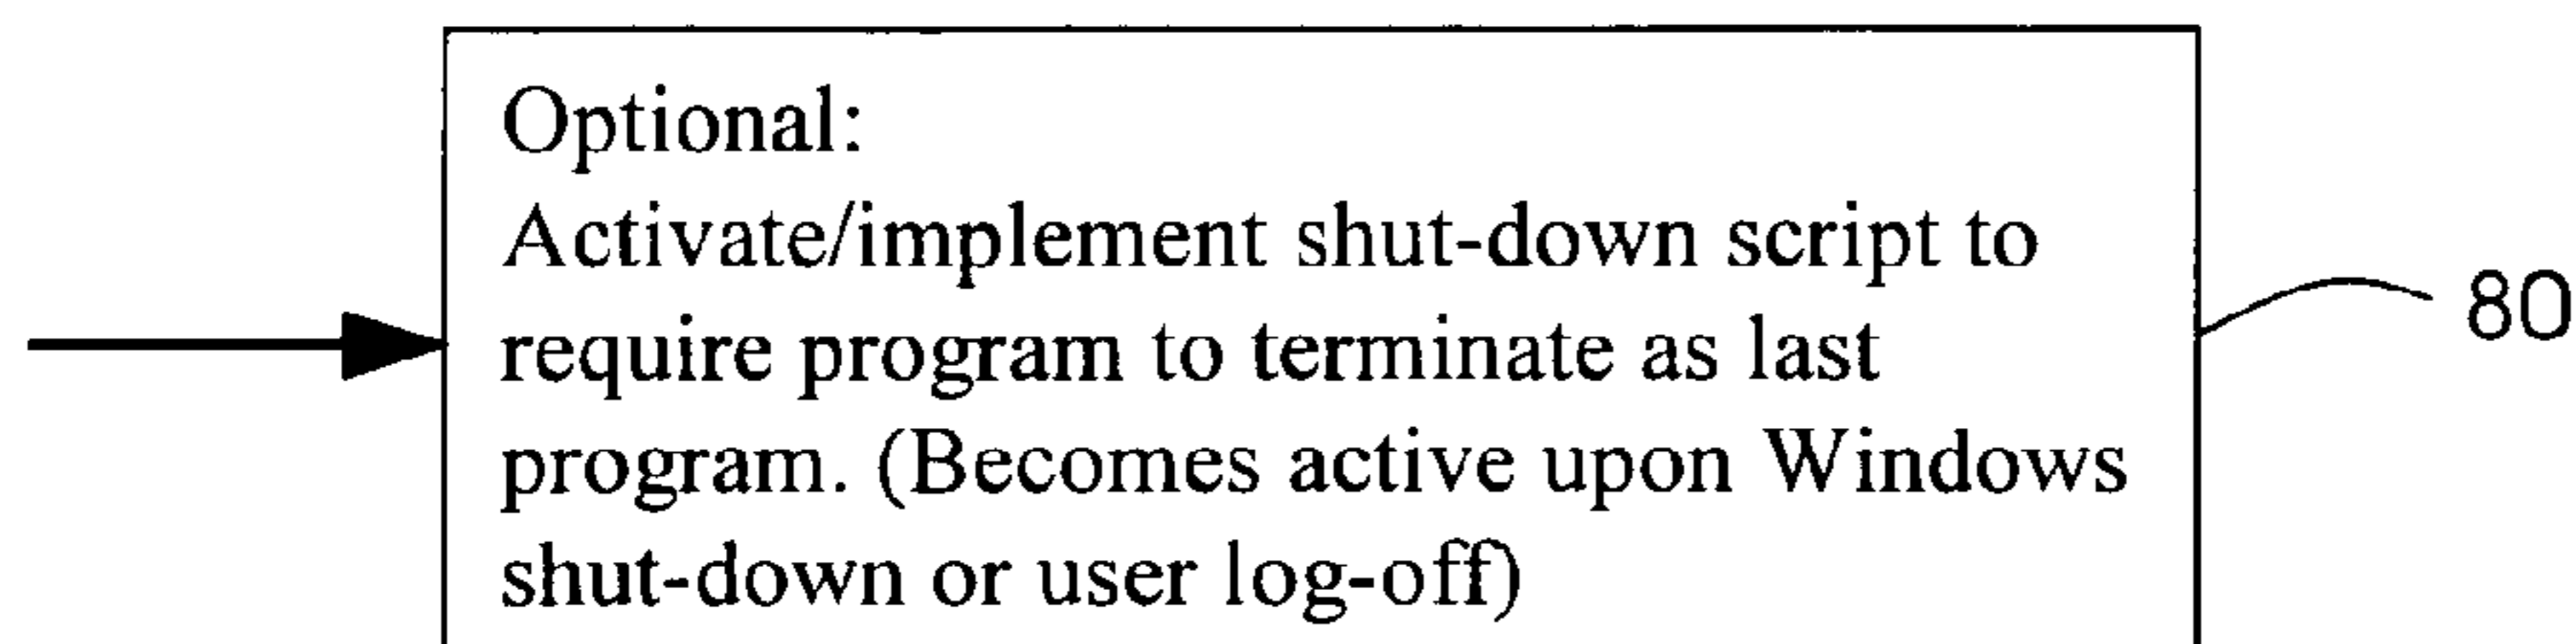 Optional:
Activate/implement shut-down script to
require program to terminate as last
program. (Becomes active upon Windows
shut-down or user log-off)
80